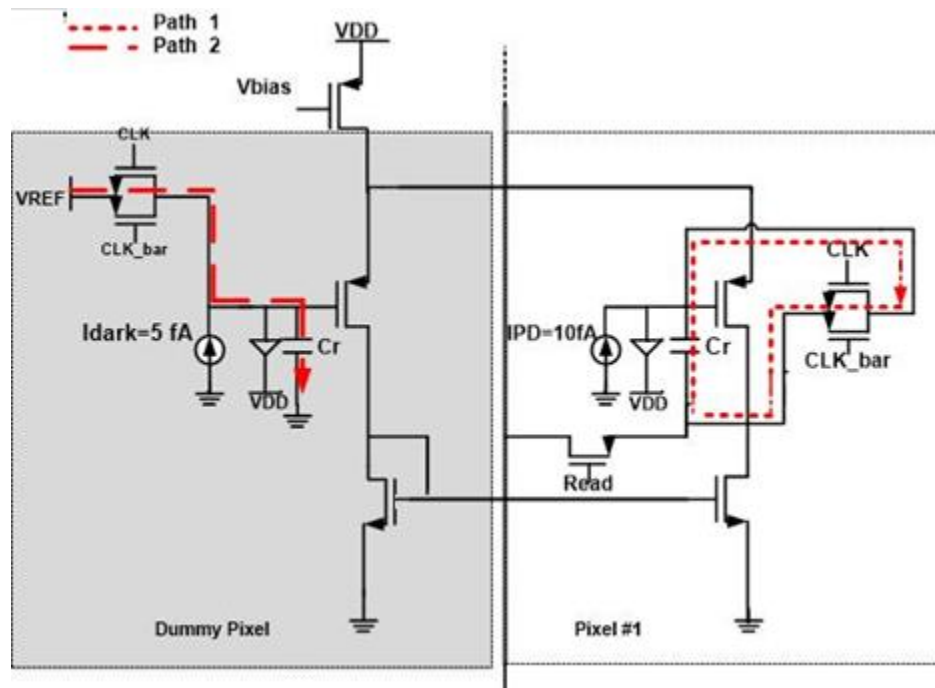 Path 1
Path 2
VDD
Vbias
CLK
VREF
CLK_bar
CLK
Idark=5 fA
Cr
IPD=10fA
Cr
CLK_bar
VDD
VDD
Read
Dummy Pixel
Pixel #1